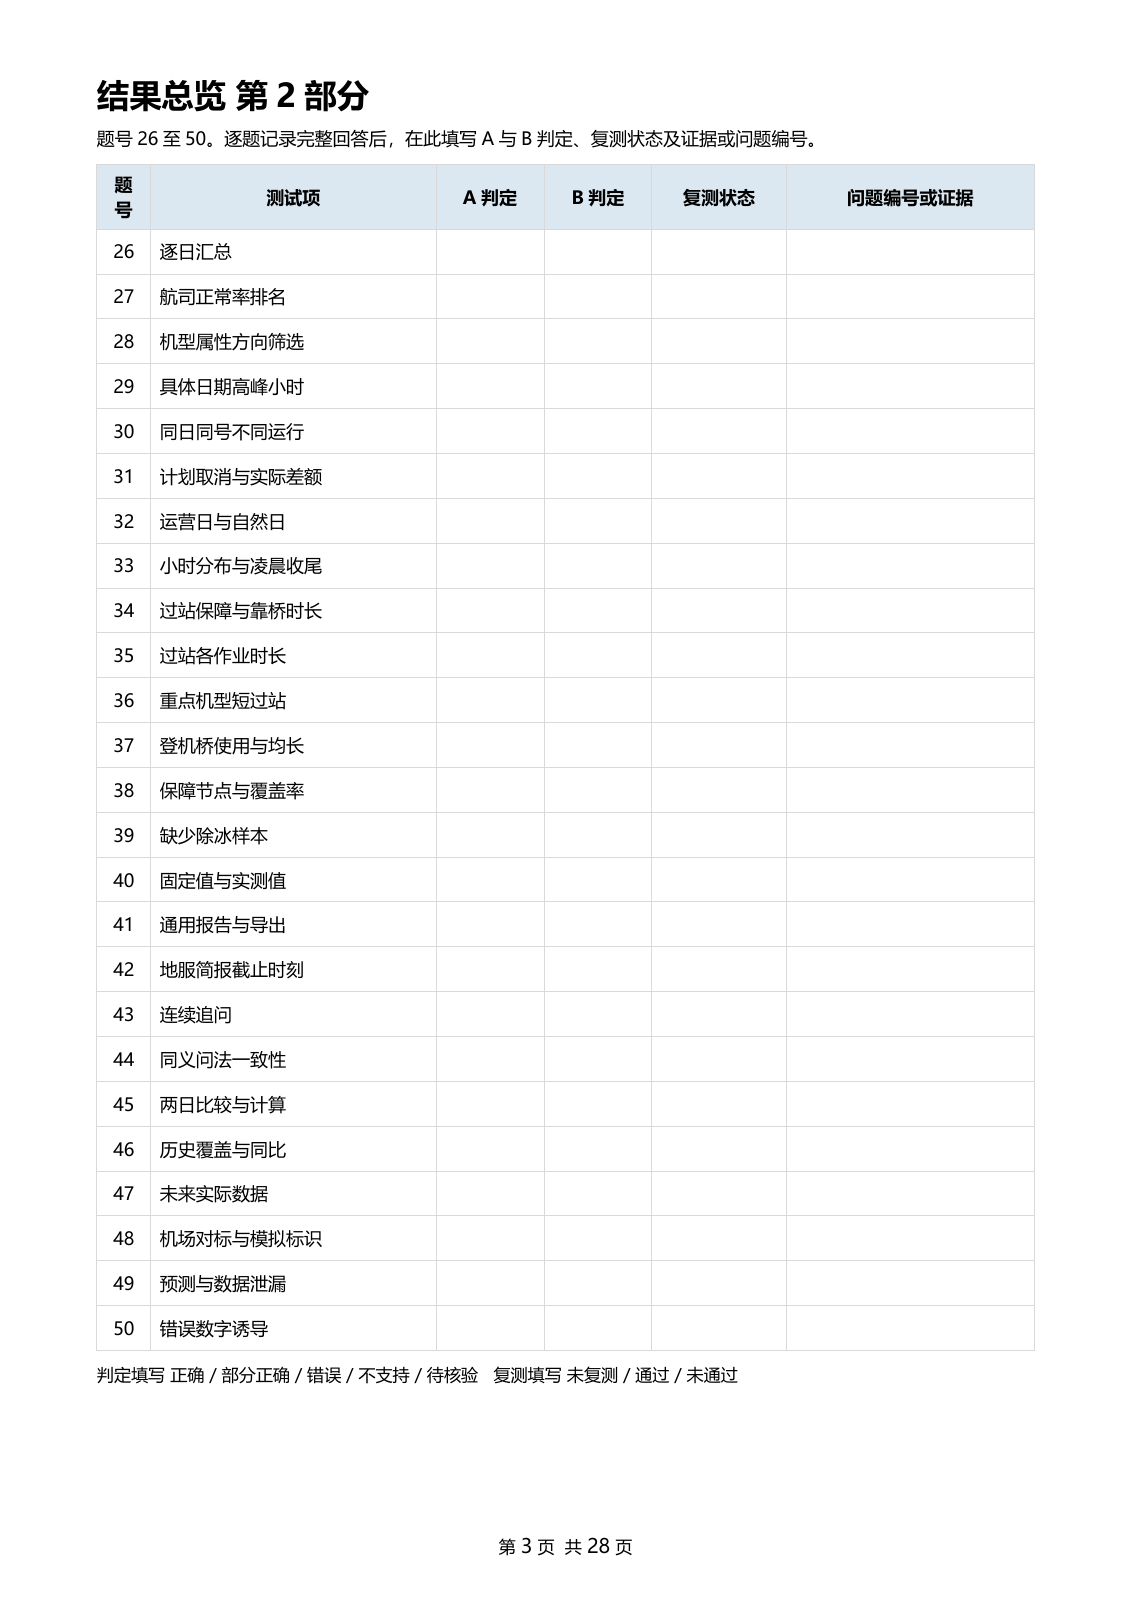 结果总览 第 2 部分
题号 26 至 50。逐题记录完整回答后，在此填写 A 与 B 判定、复测状态及证据或问题编号。
题号 测试项 A 判定 B 判定 复测状态 问题编号或证据
26 逐日汇总
27 航司正常率排名
28 机型属性方向筛选
29 具体日期高峰小时
30 同日同号不同运行
31 计划取消与实际差额
32 运营日与自然日
33 小时分布与凌晨收尾
34 过站保障与靠桥时长
35 过站各作业时长
36 重点机型短过站
37 登机桥使用与均长
38 保障节点与覆盖率
39 缺少除冰样本
40 固定值与实测值
41 通用报告与导出
42 地服简报截止时刻
43 连续追问
44 同义问法一致性
45 两日比较与计算
46 历史覆盖与同比
47 未来实际数据
48 机场对标与模拟标识
49 预测与数据泄漏
50 错误数字诱导
判定填写 正确 / 部分正确 / 错误 / 不支持 / 待核验 复测填写 未复测 / 通过 / 未通过
第 3 页 共 28 页